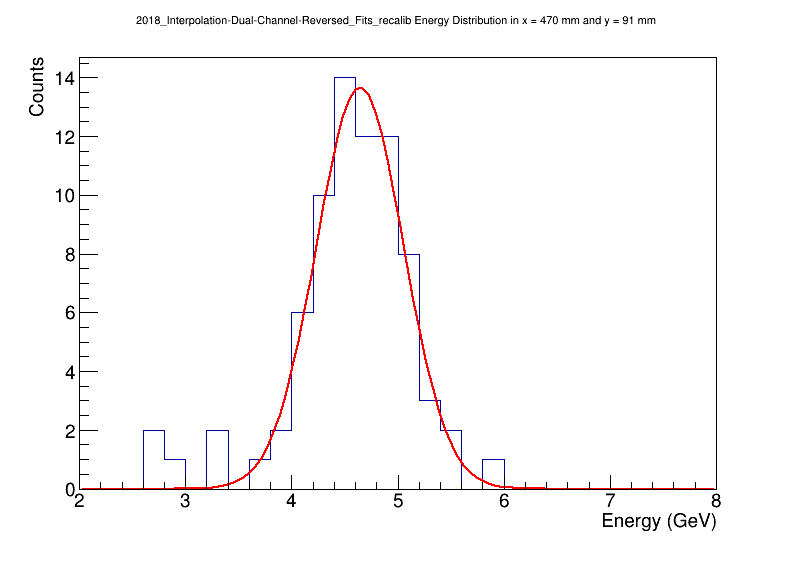 2018_Interpolation-Dual-Channel-Reversed_Fits_recalib Energy Distribution in x = 470 mm and y = 91 mm
Counts
14
12
10
8
6
4
2
0
2 3 4 5 6 7 8
Energy (GeV)